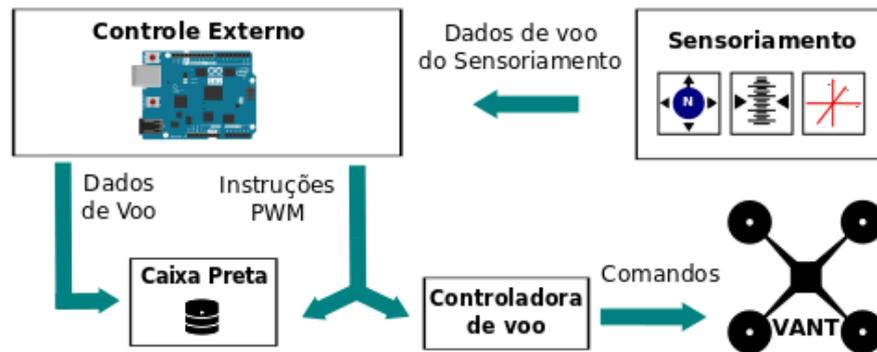 Controle Externo
Dados de voo
do Sensoriamento
Sensoriamento
N
Dados
de Voo
Instruções
PWM
Caixa Preta
Controladora
de voo
Comandos
VANT